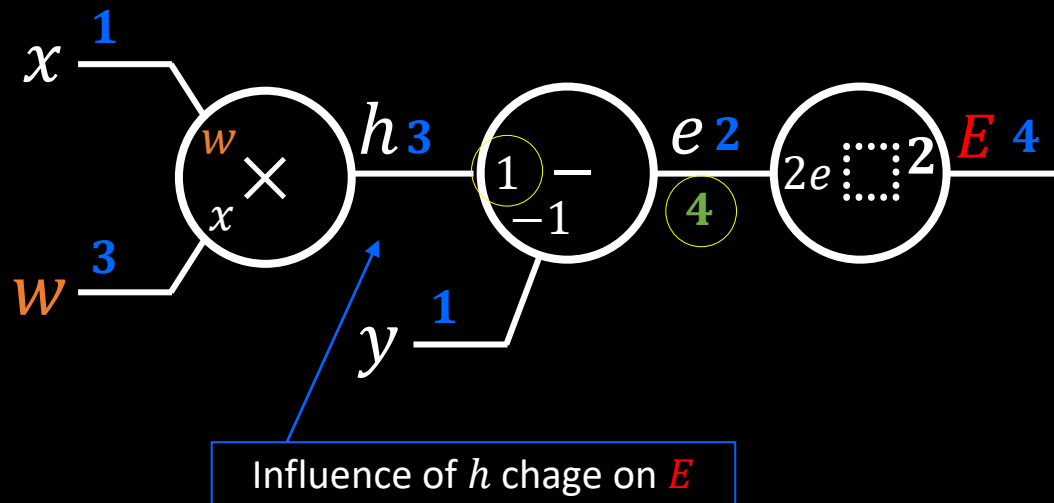 x 1
w
×
x
w 3
h 3
1 −
−1
y 1
e 2
4
2e 2
E 4
Influence of h chage on E